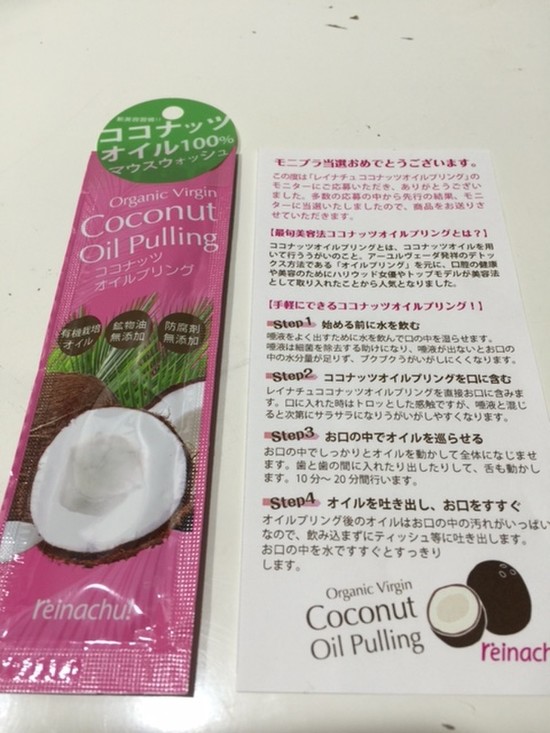 ココナッツ
オイル100%
マウスウォッシュ
Organic Virgin
Coconut
Oil Pulling
ココナッツ
オイルプリング
有機栽培
オイル
鉱物油
無添加
防腐剤
無添加
reinachu!
モニプラ当選おめでとうございます。
この度は「レイナチュココナッツオイルプリング」の
モニターにご応募いただき、ありがとうござい
ました。多数の応募の中から先行の結果、モニ
ターに当選いたしましたので、商品をお送りさ
せていただきます。
【最旬美容法ココナッツオイルプリングとは？】
ココナッツオイルプリングとは、ココナッツオイルを用
いて行ううがいのこと。アーユルヴェーダ発祥のデトッ
クス方法である「オイルプリング」を元に、口腔の健康
や美容のためにハリウッド女優やトップモデルが美容法
として取り入れたことから人気となりました。
【手軽にできるココナッツオイルプリング！】
Step1 始める前に水を飲む
唾液をよく出すために水を飲んで口の中を湿らせます。
唾液は細菌を除去する助けになり、唾液が出ないとお口
の中の水分量が足りず、ブクブクうがいがしにくくなります。
Step2 ココナッツオイルプリングを口に含む
レイナチュココナッツオイルプリングを直接お口に含みま
す。口に入れた時はトロッとした感触ですが、唾液と混じ
ると次第にサラサラになりうがいがしやすくなります。
Step3 お口の中でオイルを巡らせる
お口の中でしっかりとオイルを動かして全体になじませ
ます。歯と歯の間に入れたり出したりして、舌も動かし
ます。10分〜20分間行います。
Step4 オイルを吐き出し、お口をすすぐ
オイルプリング後のオイルはお口の中の汚れがいっぱい
なので、飲み込まずにティッシュ等に吐き出します。
お口の中を水ですすぐとすっきり
します。
Organic Virgin
Coconut
Oil Pulling
reinach